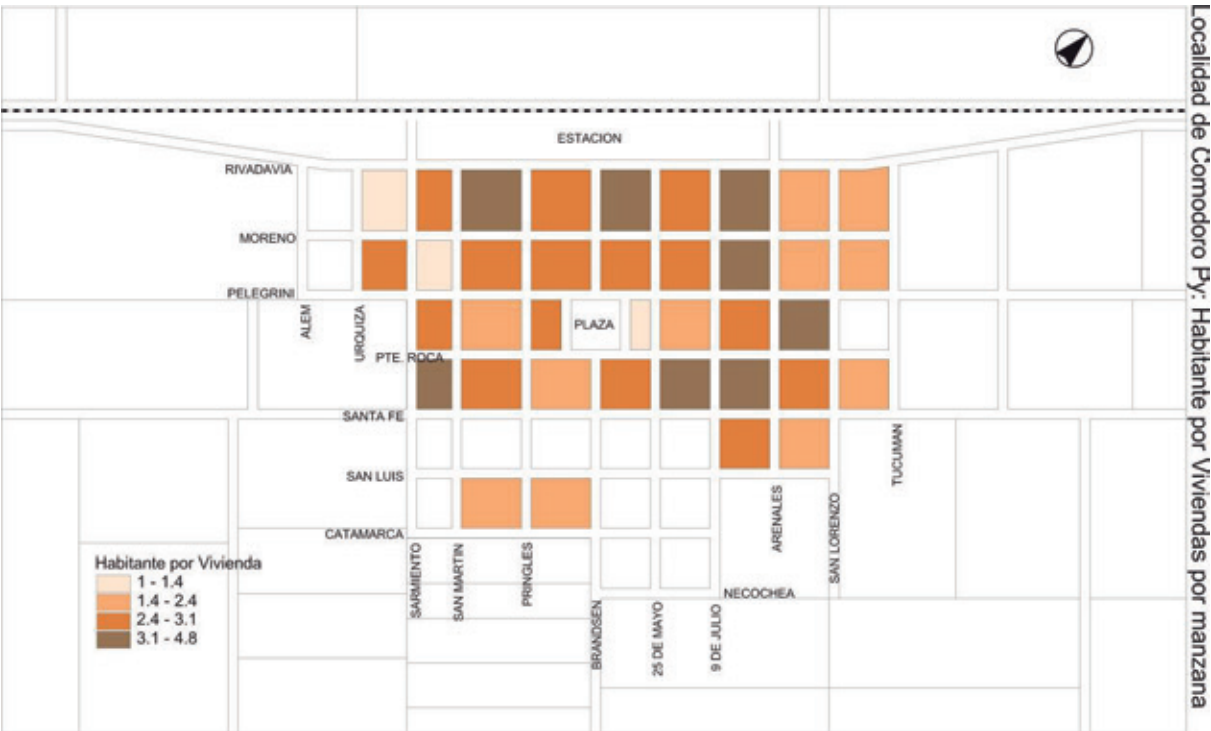 Localidad de Comodoro Py: Habitante por Viviendas por manzana
ESTACION
RIVADAVIA
MORENO
PELEGRINI
ALEM
URQUIZA
PLAZA
PTE. ROCA
SANTA FE
SAN LUIS
CATAMARCA
TUCUMAN
ARENALES
SAN LORENZO
SARMIENTO
SAN MARTIN
PRINGLES
NECOCHEA
BRANDSEN
25 DE MAYO
9 DE JULIO
Habitante por Vivienda
1 - 1.4
1.4 - 2.4
2.4 - 3.1
3.1 - 4.8